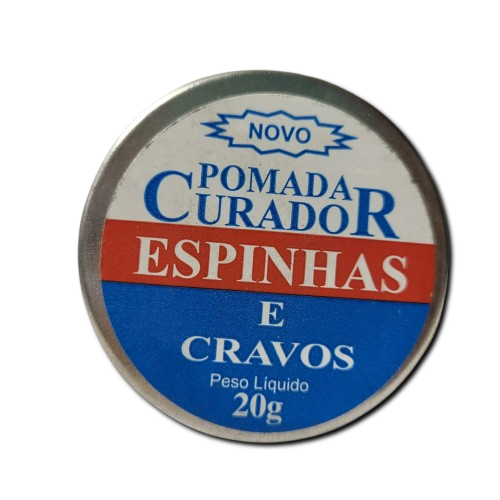 NOVO
POMADA
CURADOR
ESPINHAS
E
CRAVOS
Peso Líquido
20g